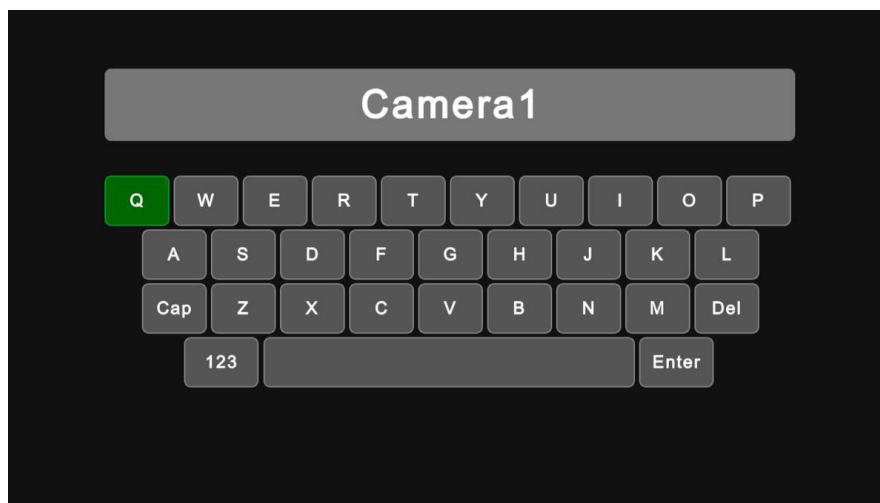 Camera1
Q W E R T Y U I O P
A S D F G H J K L
Cap Z X C V B N M Del
123 Enter